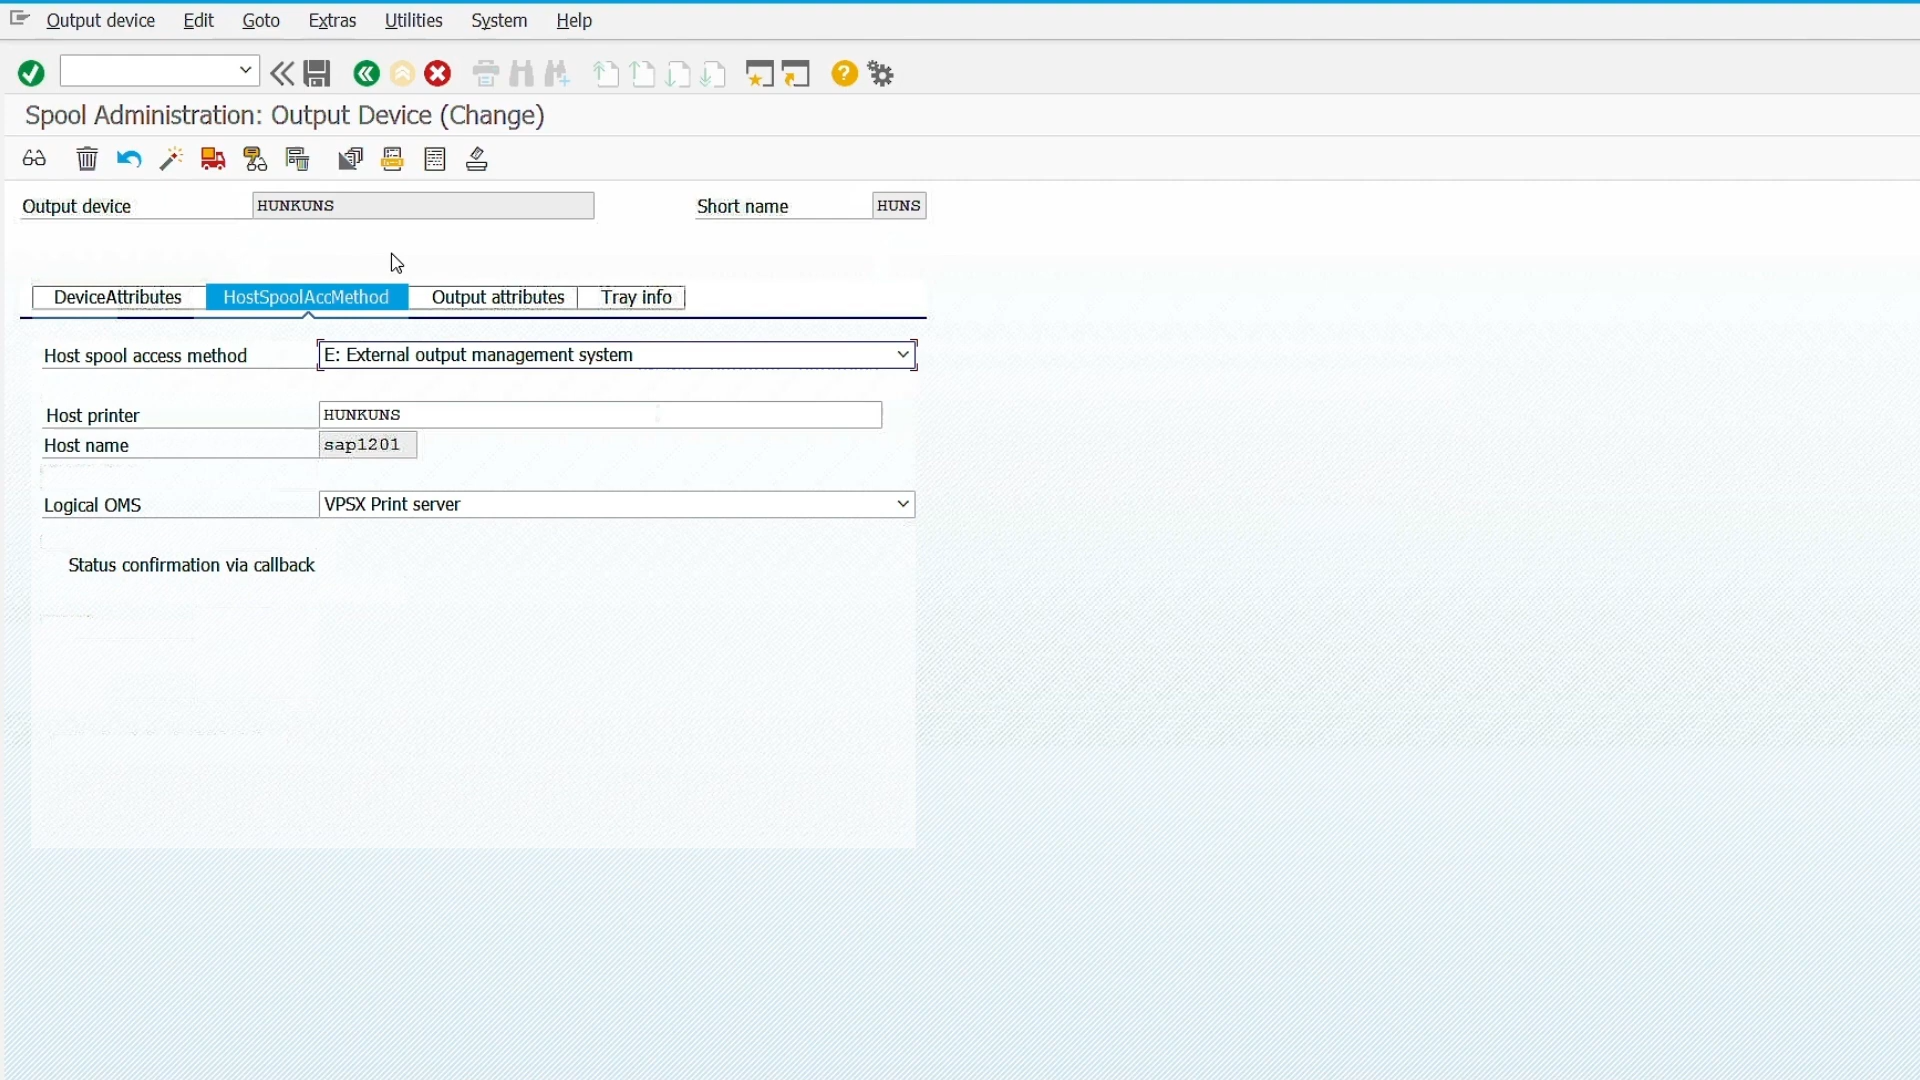 Output device Edit Goto Extras Utilities System Help
Spool Administration: Output Device (Change)
Output device HUNKUNS Short name HUNS
DeviceAttributes HostSpoolAccMethod Output attributes Tray info
Host spool access method E: External output management system
Host printer HUNKUNS
Host name sap1201
Logical OMS VPSX Print server
Status confirmation via callback